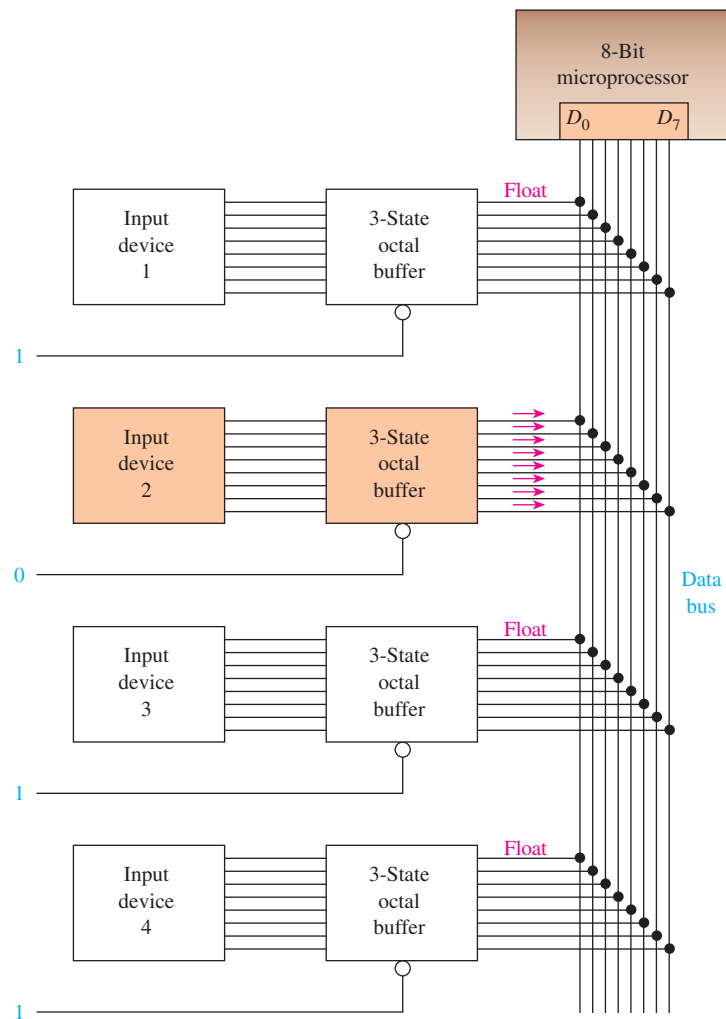 8-Bit
microprocessor
D0 D7
Float
Input
device
1
3-State
octal
buffer
1
Input
device
2
3-State
octal
buffer
0
Data
bus
Float
Input
device
3
3-State
octal
buffer
1
Float
Input
device
4
3-State
octal
buffer
1